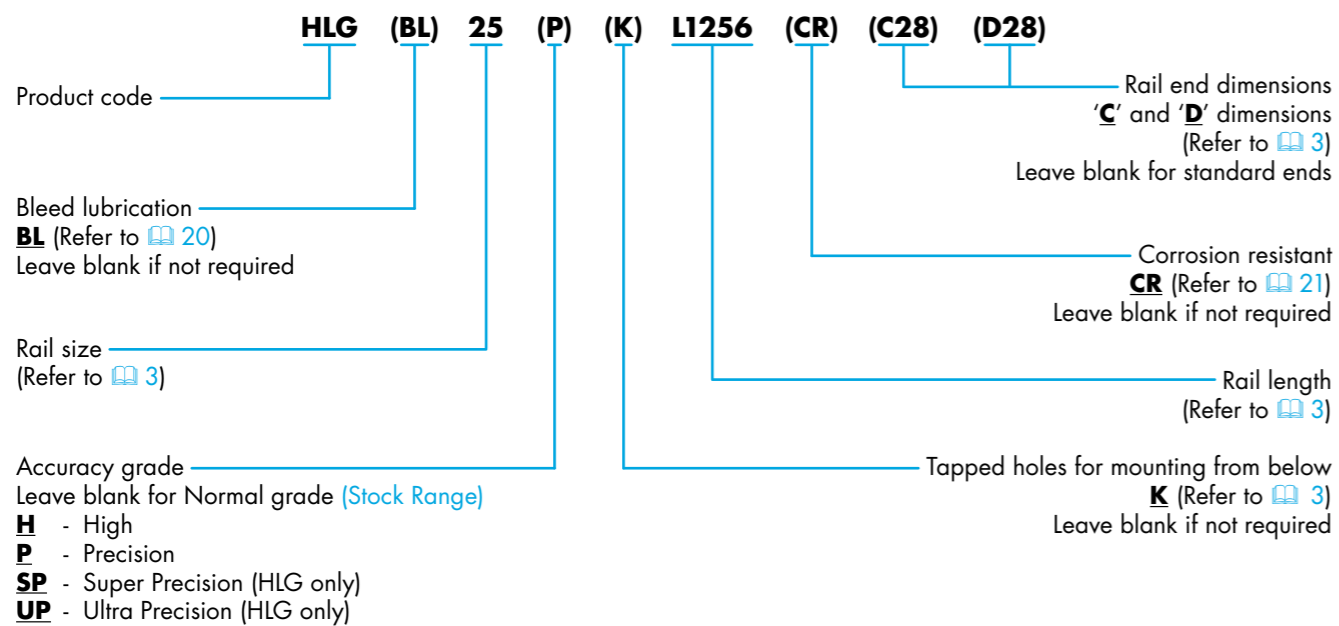 HLG (BL) 25 (P) (K) L1256 (CR) (C28) (D28)
Product code
Rail end dimensions
‘C’ and ‘D’ dimensions
(Refer to 3)
Leave blank for standard ends
Bleed lubrication
BL (Refer to 20)
Leave blank if not required
Corrosion resistant
CR (Refer to 21)
Leave blank if not required
Rail size
(Refer to 3)
Rail length
(Refer to 3)
Accuracy grade
Leave blank for Normal grade (Stock Range)
H - High
P - Precision
SP - Super Precision (HLG only)
UP - Ultra Precision (HLG only)
Tapped holes for mounting from below
K (Refer to 3)
Leave blank if not required